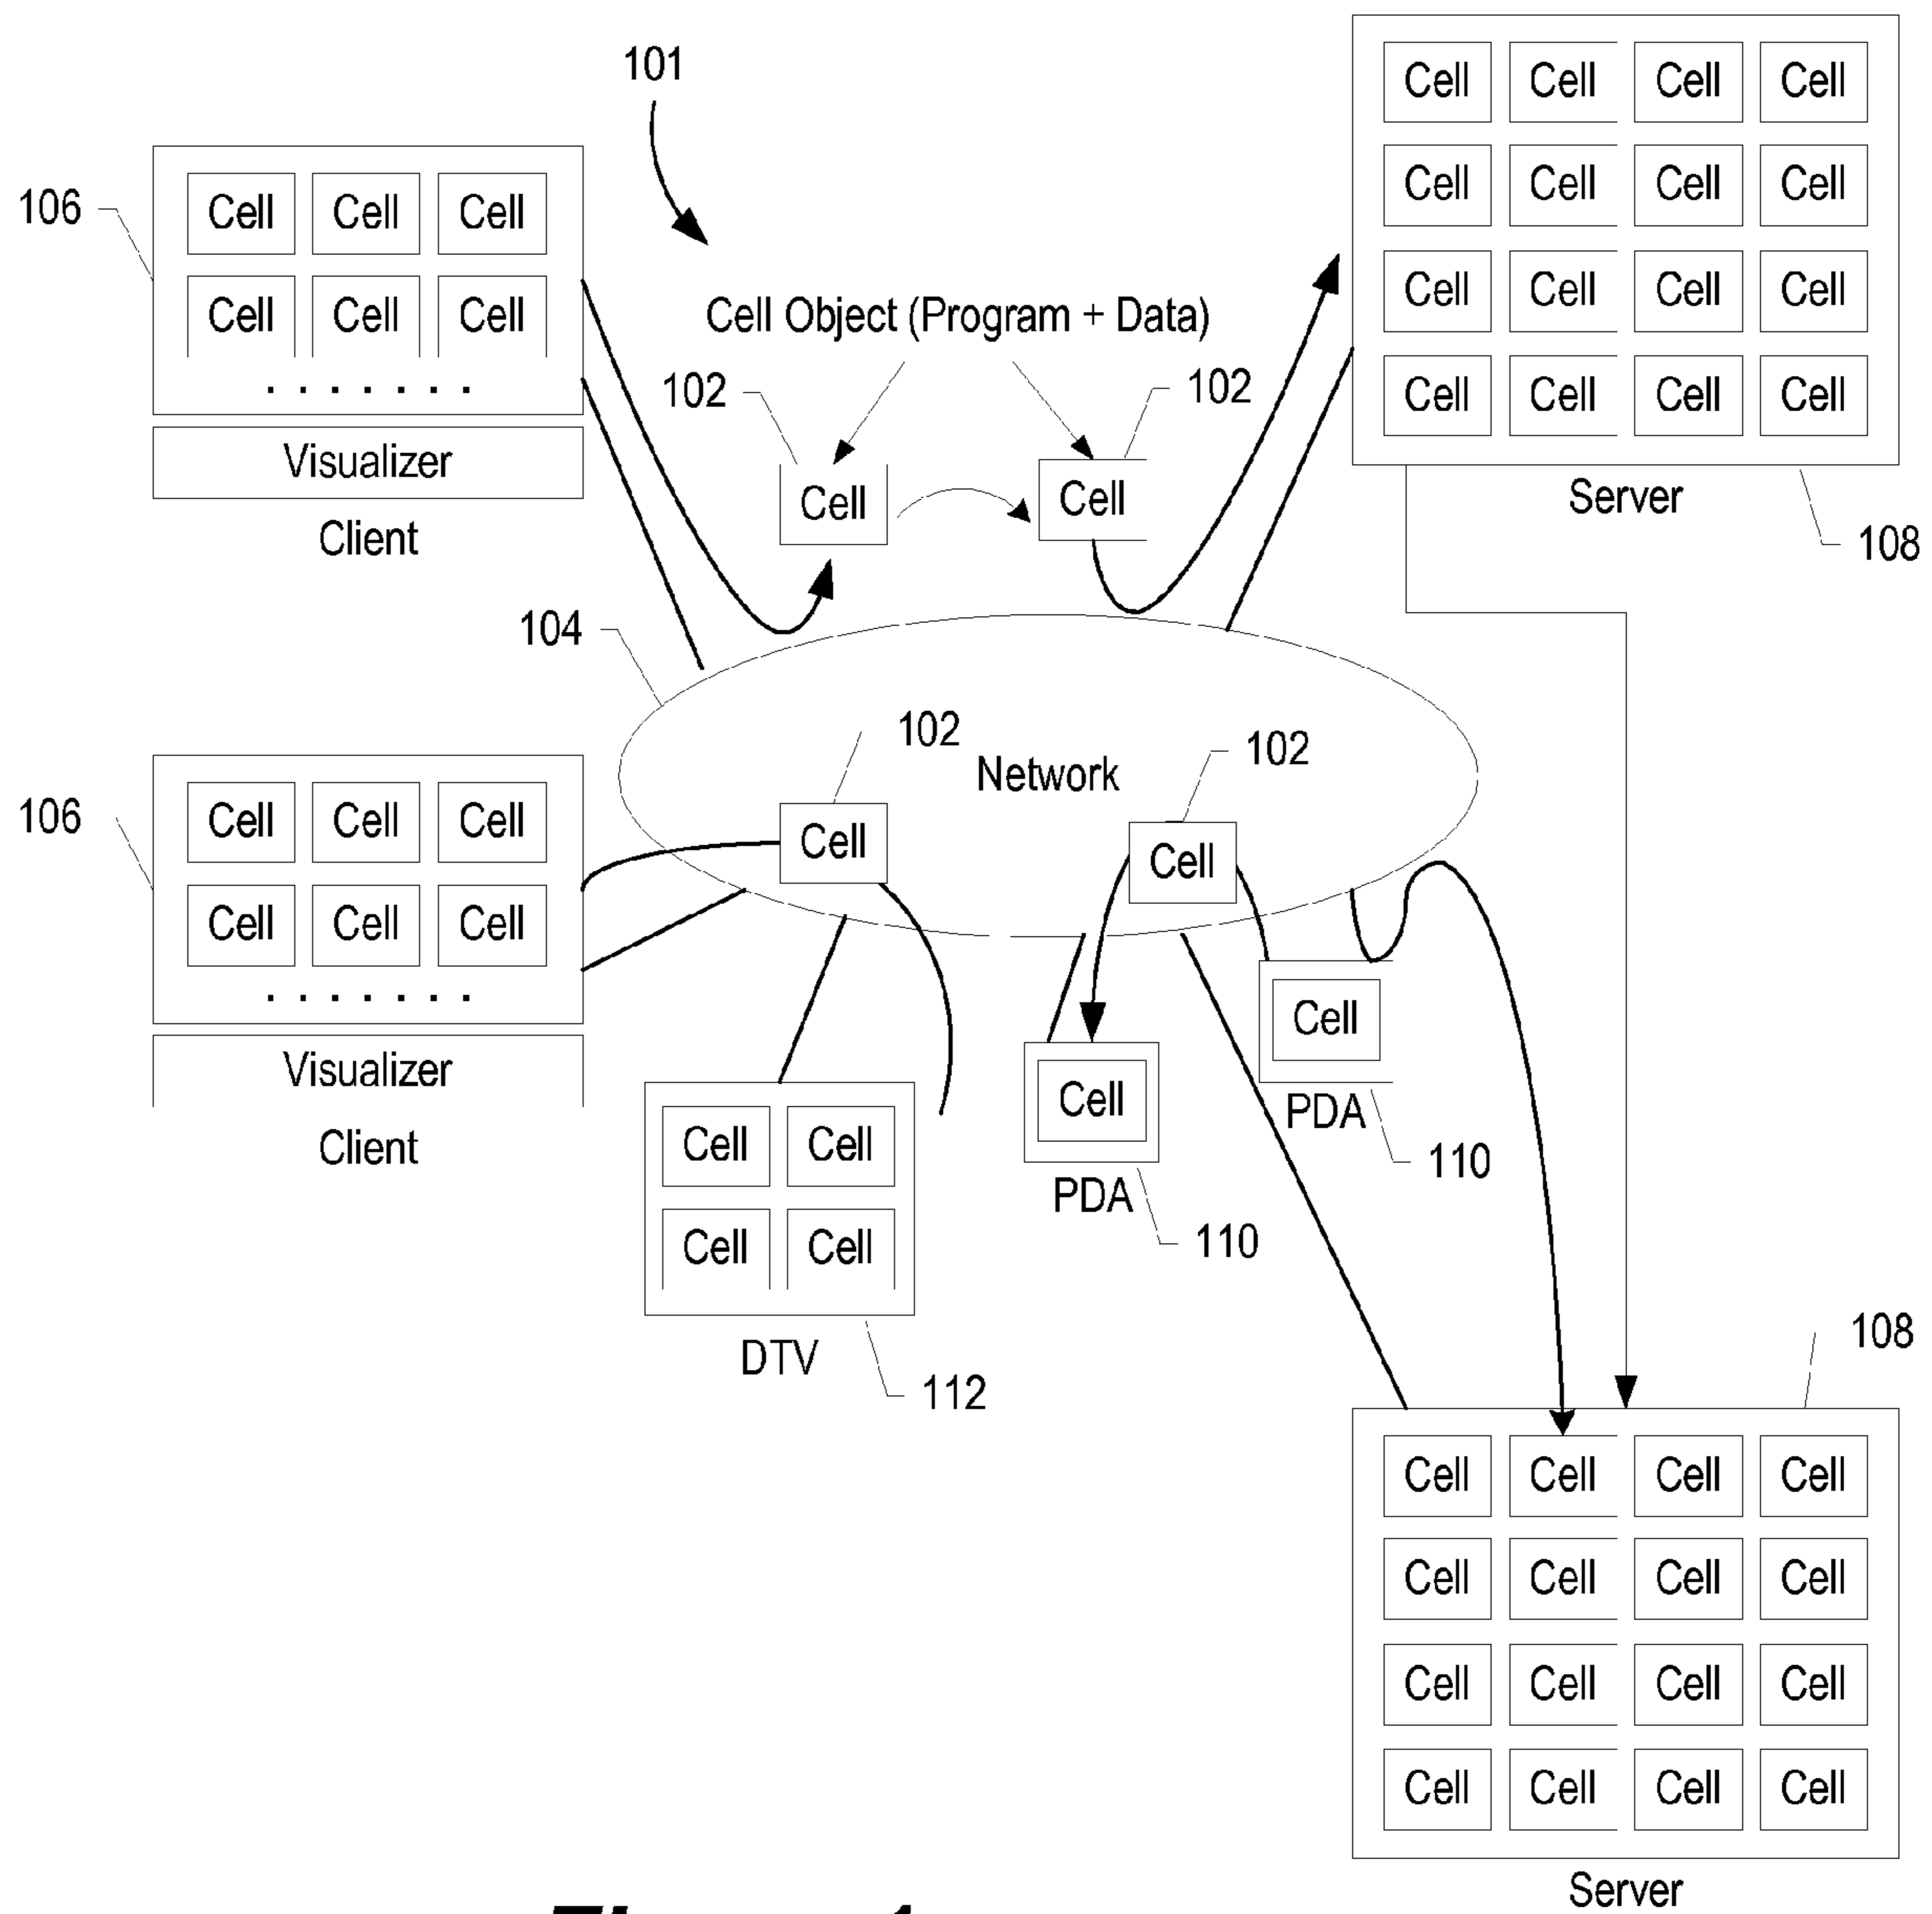 101
Cell Cell Cell Cell
Cell Cell Cell Cell
Cell Cell Cell Cell
Cell Cell Cell Cell
Server
108
106
Cell Cell Cell
Cell Cell Cell
. . . . . . .
Visualizer
Client
Cell Object (Program + Data)
102
102
Cell
Cell
104
Network
102
102
Cell
Cell
106
Cell Cell Cell
Cell Cell Cell
. . . . . . .
Visualizer
Client
Cell
PDA
110
Cell
PDA
110
Cell Cell
Cell Cell
DTV
112
108
Cell Cell Cell Cell
Cell Cell Cell Cell
Cell Cell Cell Cell
Cell Cell Cell Cell
Server